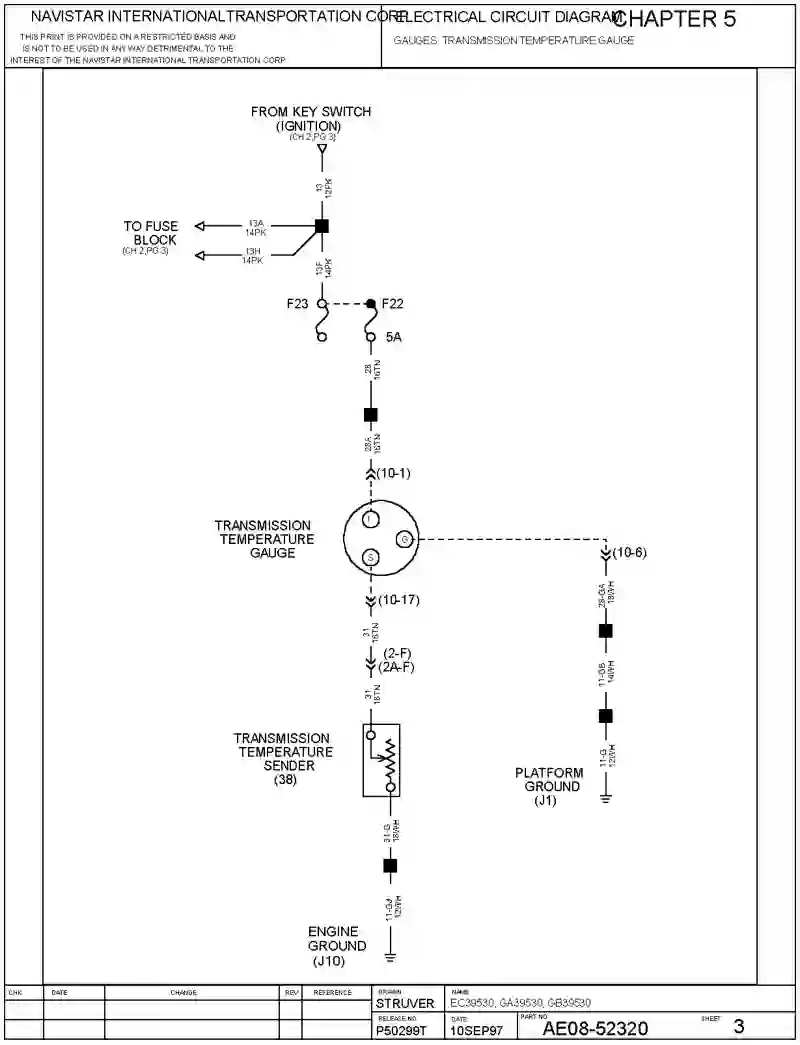 NAVISTAR INTERNATIONAL TRANSPORTATION CORP.
THIS PRINT IS PROVIDED ON A RESTRICTED BASIS AND
IS NOT TO BE USED IN ANY WAY DETRIMENTAL TO THE
INTEREST OF THE NAVISTAR INTERNATIONAL TRANSPORTATION CORP
ELECTRICAL CIRCUIT DIAGRAM
CHAPTER 5
GAUGES: TRANSMISSION TEMPERATURE GAUGE
FROM KEY SWITCH
(IGNITION)
(CH 2,PG 3)
13
12PK
TO FUSE
BLOCK
(CH 2,PG 3)
13A
14PK
13H
14PK
13F
14PK
F23
F22
5A
28
16TN
28A
16TN
(10-1)
TRANSMISSION
TEMPERATURE
GAUGE
I
G
S
(10-6)
(10-17)
28-GA
18WH
31
16TN
(2-F)
(2A-F)
11-GB
14WH
31
18TN
TRANSMISSION
TEMPERATURE
SENDER
(38)
11-G
12WH
PLATFORM
GROUND
(J1)
31-G
18WH
11-GJ
12WH
ENGINE
GROUND
(J10)
CHK
DATE
CHANGE
REV
REFERENCE
DRAWN
STRUVER
NAME
EC39530, GA39530, GB39530
RELEASE NO.
P50299T
DATE
10SEP97
PART NO
AE08-52320
SHEET
3